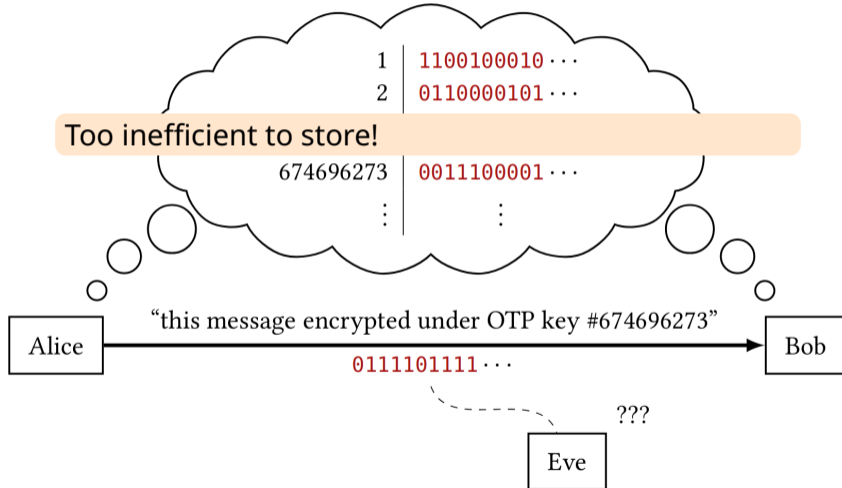 1 1100100010···
2 0110000101···
Too inefficient to store!
674696273 0011100001···
⋮ ⋮
“this message encrypted under OTP key #674696273”
Alice
Bob
0111101111···
???
Eve